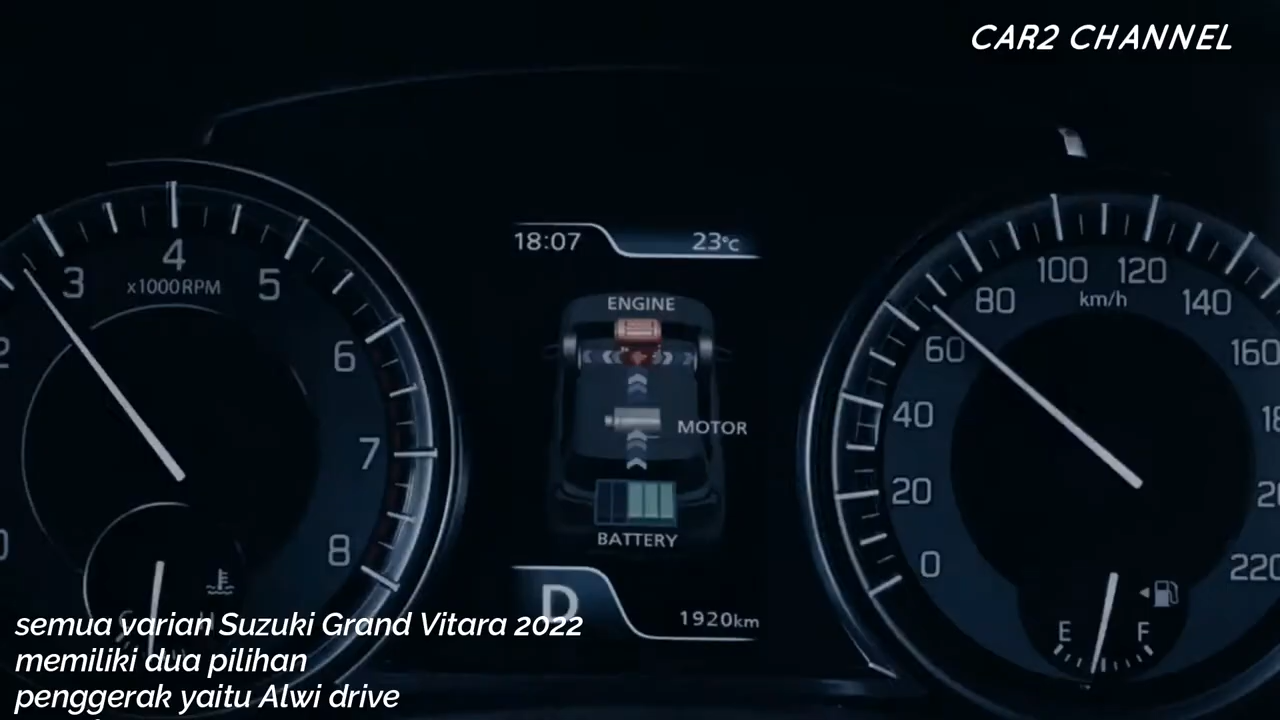 CAR2 CHANNEL
18:07
23°C
ENGINE
MOTOR
BATTERY
D
1920km
2
3
4
5
6
7
8
0
x1000RPM
0
20
40
60
80
100
120
140
160
220
km/h
E
F
H
semua varian Suzuki Grand Vitara 2022
memiliki dua pilihan
penggerak yaitu Alwi drive